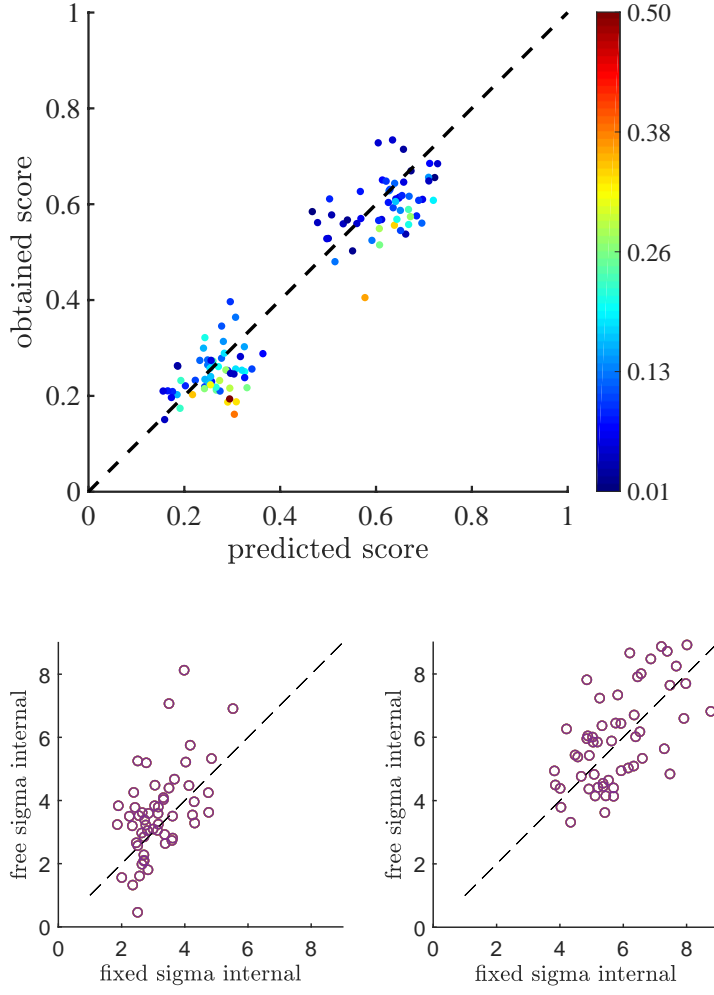 1
0.8
0.6
0.4
0.2
0
0 0.2 0.4 0.6 0.8 1
obtained score
predicted score
0.50
0.38
0.26
0.13
0.01
8
6
4
2
0
0 2 4 6 8
free sigma internal
fixed sigma internal
8
6
4
2
0
0 2 4 6 8
free sigma internal
fixed sigma internal